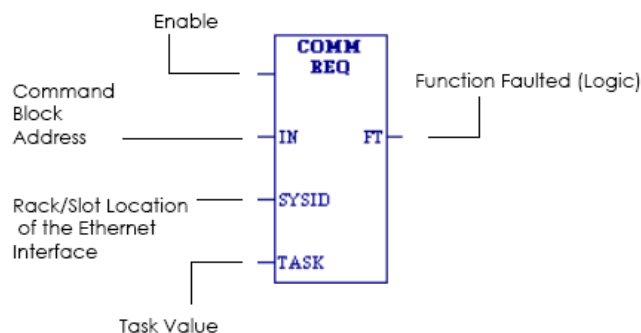 Enable
COMM
REQ
Function Faulted (Logic)
Command
Block
Address
IN
FT
Rack/Slot Location
of the Ethernet
Interface
SYSID
TASK
Task Value